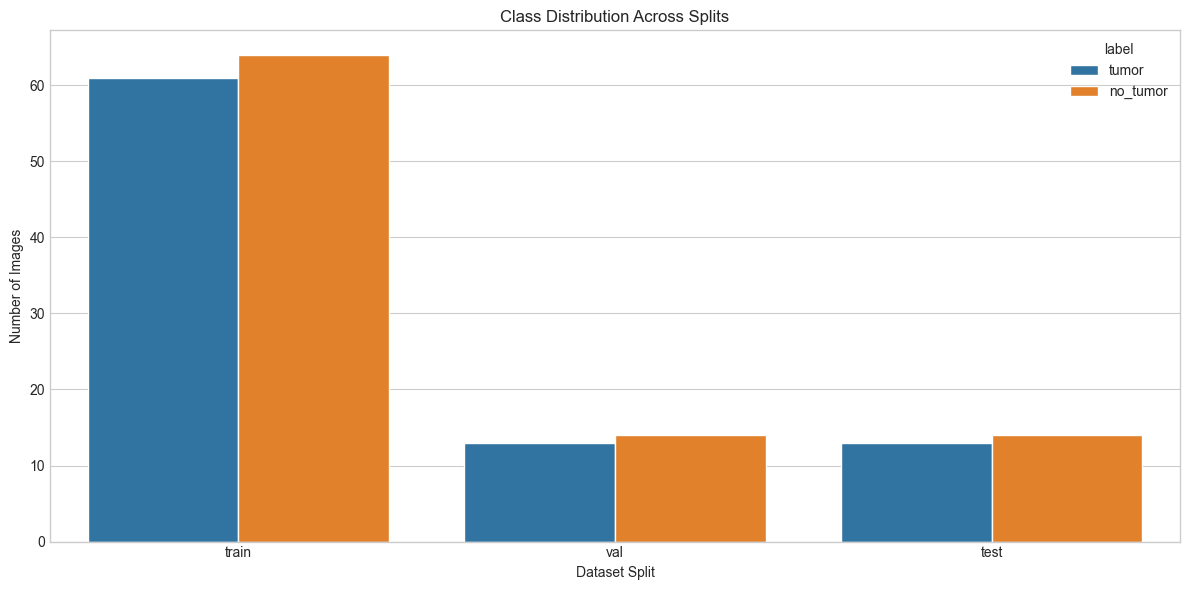 Class Distribution Across Splits
label
tumor
no_tumor
Number of Images
60
50
40
30
20
10
0
train val test
Dataset Split